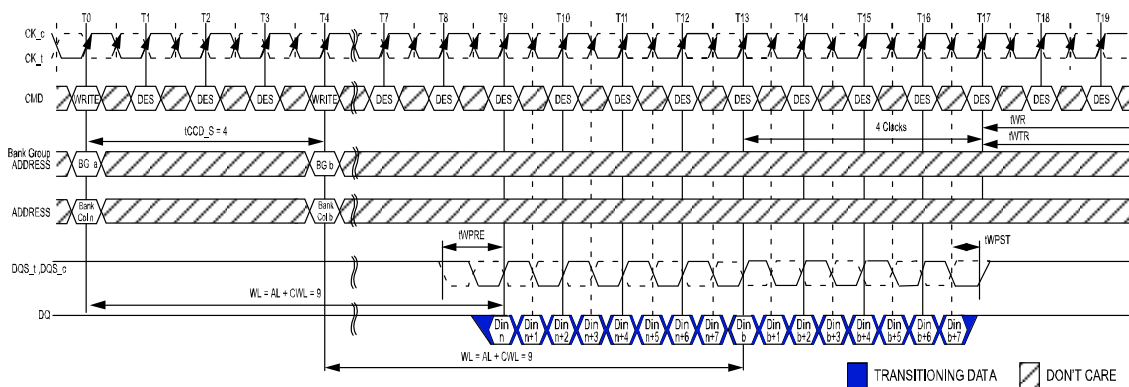 T0 T1 T2 T3 T4 T7 T8 T9 T10 T11 T12 T13 T14 T15 T16 T17 T18 T19
CK_c
CK_t
CMD WRITE DES DES DES WRITE DES DES DES DES DES DES DES DES DES DES DES DES DES
tCCD_S = 4 4 Clocks tWR
tWTR
Bank Group
ADDRESS BG a BG b
ADDRESS Bank Col n Bank Col b
tWPRE tWPST
DQS_t ,DQS_c
WL = AL + CWL = 9
DQ Din n Din n+1 Din n+2 Din n+3 Din n+4 Din n+5 Din n+6 Din n+7 Din b Din b+1 Din b+2 Din b+3 Din b+4 Din b+5 Din b+6 Din b+7
WL = AL + CWL = 9
TRANSITIONING DATA DON'T CARE